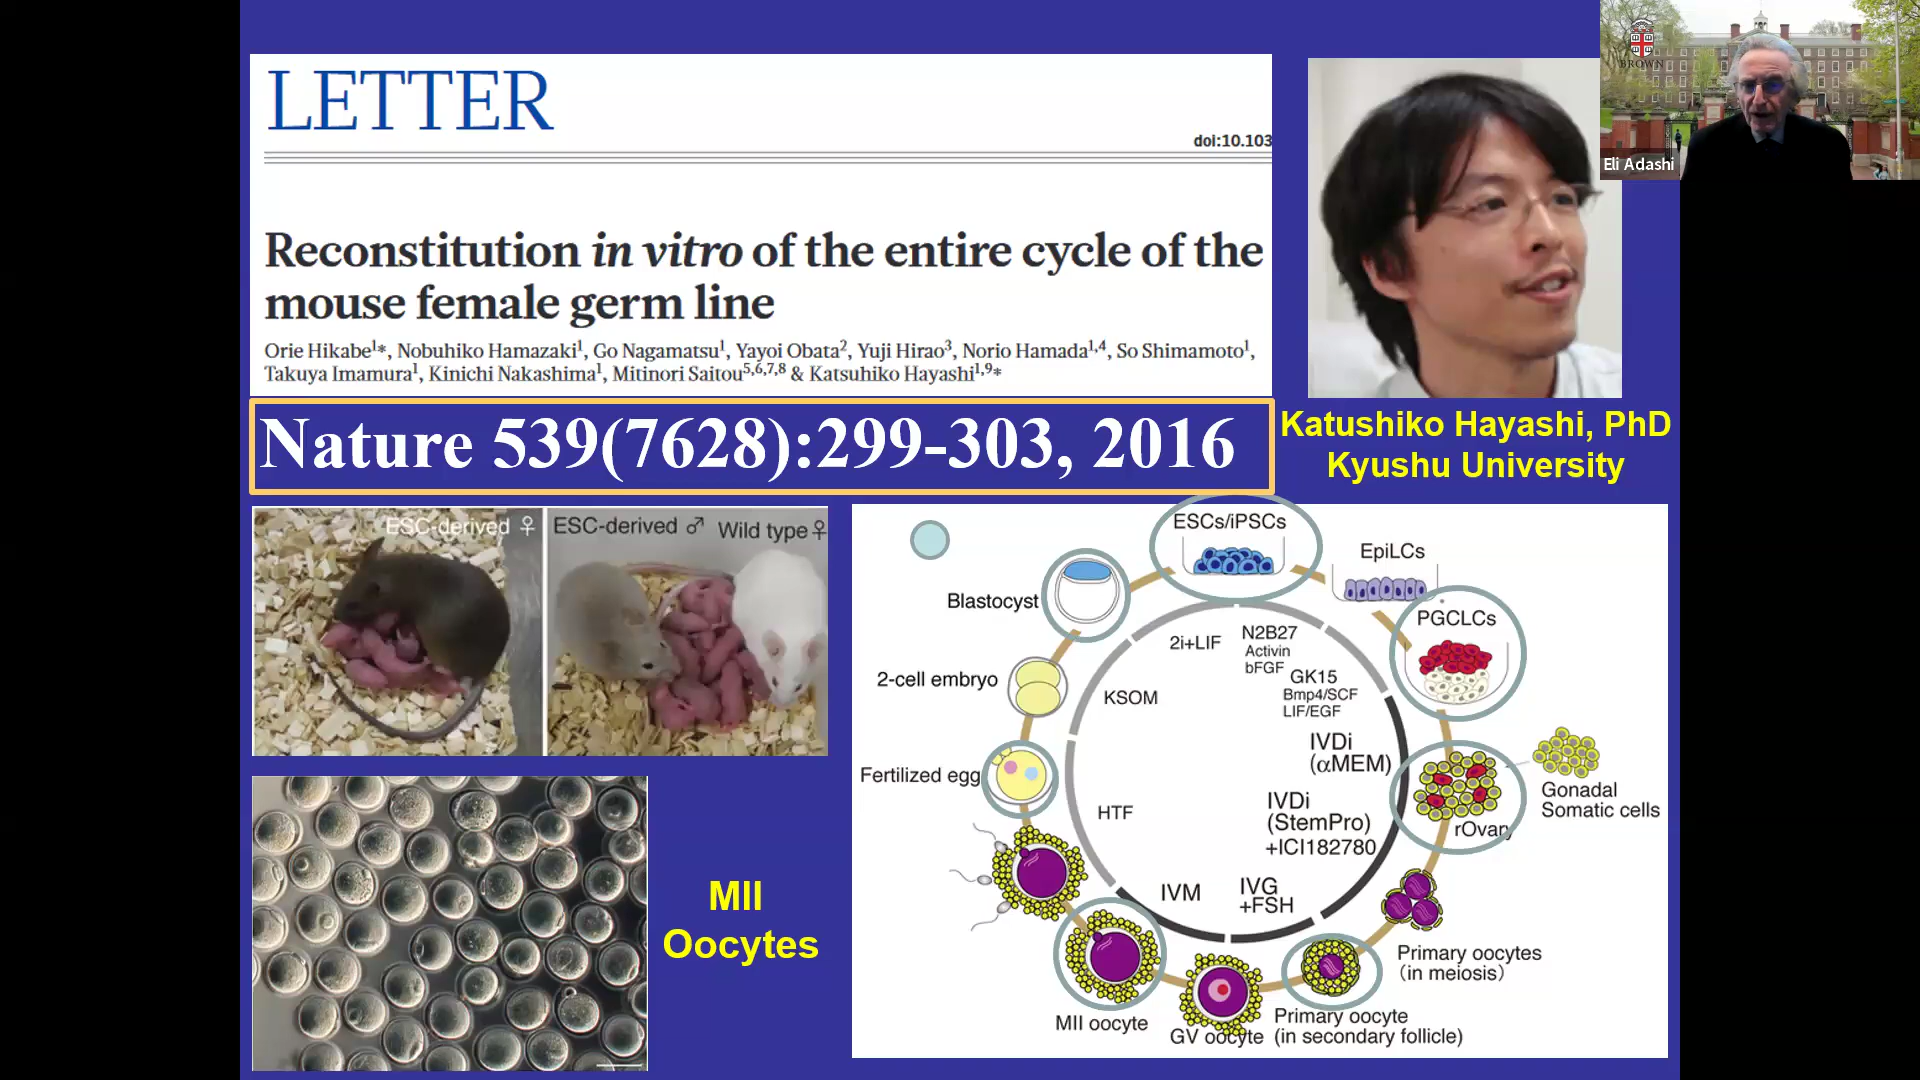 LETTER
doi:10.103
Reconstitution in vitro of the entire cycle of the
mouse female germ line
Orie Hikabe1*, Nobuhiko Hamazaki1, Go Nagamatsu1, Yayoi Obata2, Yuji Hirao3, Norio Hamada1,4, So Shimamoto1,
Takuya Imamura1, Kinichi Nakashima1, Mitinori Saitou5,6,7,8 & Katsuhiko Hayashi1,9*
Nature 539(7628):299-303, 2016
BROWN
Eli Adashi
Katushiko Hayashi, PhD
Kyushu University
ESC-derived ♀
ESC-derived ♂
Wild type ♀
MII
Oocytes
ESCs/iPSCs
EpiLCs
PGCLCs
Gonadal
Somatic cells
rOvary
Primary oocytes
(in meiosis)
Primary oocyte
(in secondary follicle)
GV oocyte
MII oocyte
Fertilized egg
2-cell embryo
Blastocyst
2i+LIF
N2B27
Activin
bFGF
GK15
Bmp4/SCF
LIF/EGF
IVDi
(αMEM)
IVDi
(StemPro)
+ICI182780
IVG
+FSH
IVM
HTF
KSOM